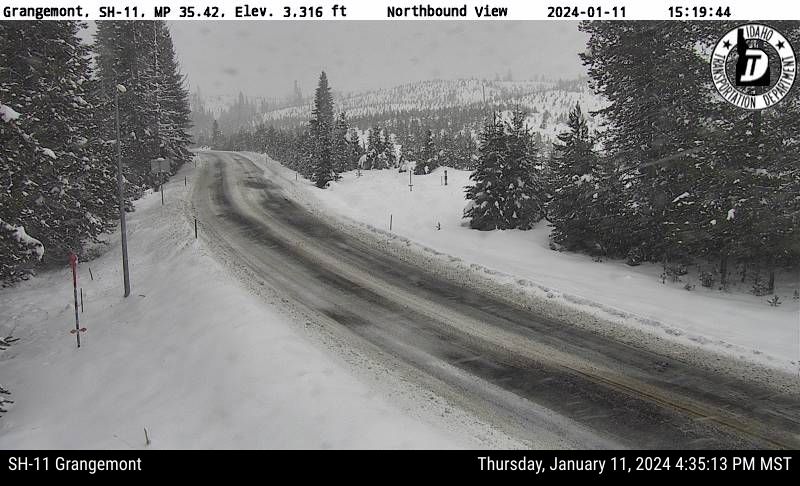 Grangemont, SH-11, MP 35.42, Elev. 3,316 ft Northbound View 2024-01-11 15:19:44
IDAHO
TRANSPORTATION DEPARTMENT
SH-11 Grangemont Thursday, January 11, 2024 4:35:13 PM MST